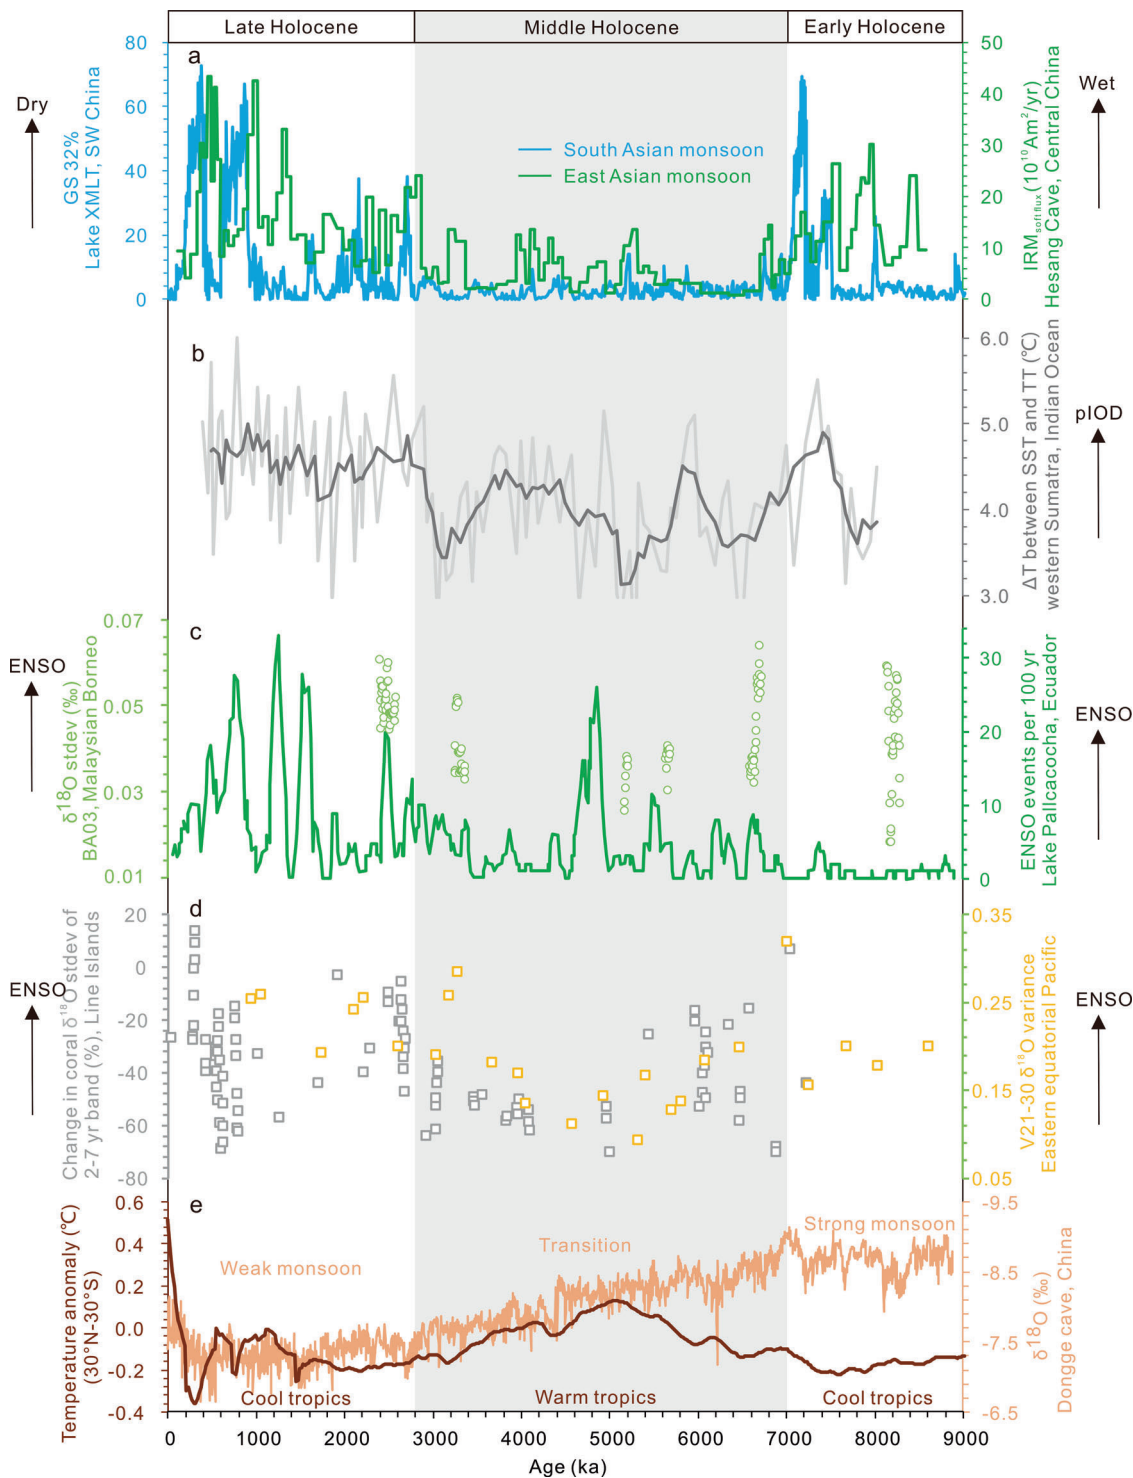 Late Holocene
Middle Holocene
Early Holocene
a
80
60
40
20
0
Dry
GS 32%
Lake XMLT, SW China
South Asian monsoon
East Asian monsoon
50
40
30
20
10
0
IRM soft flux (10¹⁰Am²/yr)
Hesang Cave, Central China
Wet
b
6.0
5.0
4.0
3.0
ΔT between SST and TT (℃)
western Sumatra, Indian Ocean
pIOD
c
0.07
0.05
0.03
0.01
ENSO
δ¹⁸O stdev (‰)
BA03, Malaysian Borneo
30
20
10
0
ENSO events per 100 yr
Lake Pallcacocha, Ecuador
ENSO
d
20
0
-20
-40
-60
-80
ENSO
Change in coral δ¹⁸O stdev of
2-7 yr band (%), Line Islands
0.35
0.25
0.15
0.05
V21-30 δ¹⁸O variance
Eastern equatorial Pacific
ENSO
e
0.6
0.4
0.2
0.0
-0.2
-0.4
Temperature anomaly (℃)
(30°N-30°S)
Weak monsoon
Transition
Strong monsoon
Cool tropics
Warm tropics
Cool tropics
-9.5
-8.5
-7.5
-6.5
δ¹⁸O (‰)
Dongge cave, China
0 1000 2000 3000 4000 5000 6000 7000 8000 9000
Age (ka)